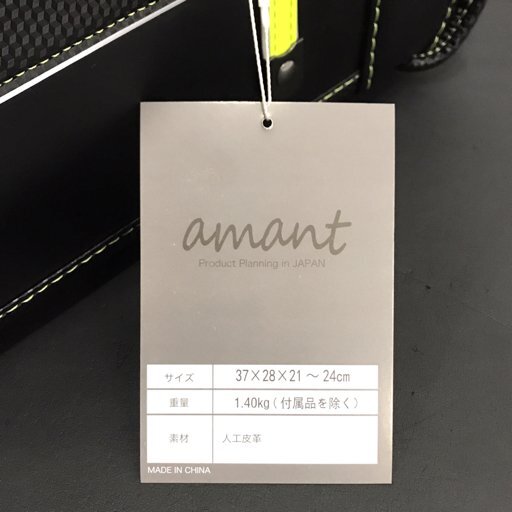 amant
Product Planning in JAPAN
サイズ 37×28×21～24cm
重量 1.40kg(付属品を除く)
素材 人工皮革
MADE IN CHINA